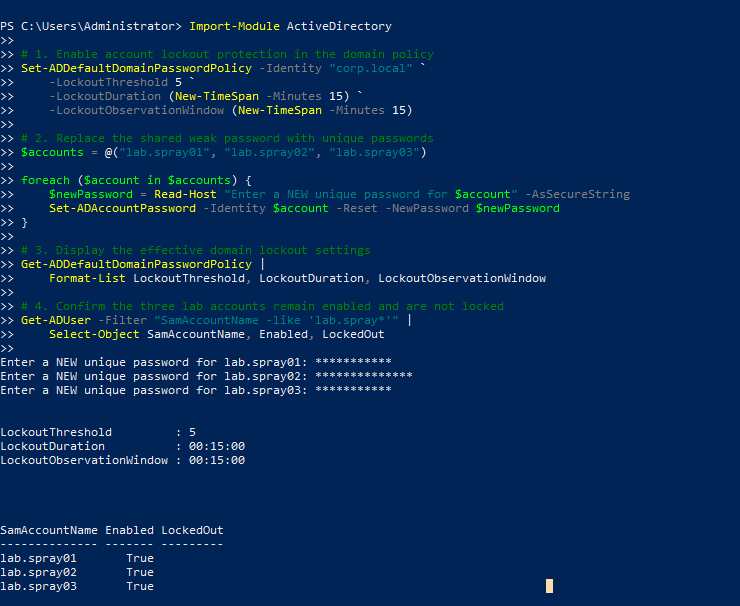 PS C:\Users\Administrator> Import-Module ActiveDirectory
>>
>> # 1. Enable account lockout protection in the domain policy
>> Set-ADDefaultDomainPasswordPolicy -Identity "corp.local" `
>>     -LockoutThreshold 5 `
>>     -LockoutDuration (New-TimeSpan -Minutes 15) `
>>     -LockoutObservationWindow (New-TimeSpan -Minutes 15)
>>
>> # 2. Replace the shared weak password with unique passwords
>> $accounts = @("lab.spray01", "lab.spray02", "lab.spray03")
>>
>> foreach ($account in $accounts) {
>>     $newPassword = Read-Host "Enter a NEW unique password for $account" -AsSecureString
>>     Set-ADAccountPassword -Identity $account -Reset -NewPassword $newPassword
>> }
>>
>> # 3. Display the effective domain lockout settings
>> Get-ADDefaultDomainPasswordPolicy |
>>     Format-List LockoutThreshold, LockoutDuration, LockoutObservationWindow
>>
>> # 4. Confirm the three lab accounts remain enabled and are not locked
>> Get-ADUser -Filter "SamAccountName -like 'lab.spray*'" |
>>     Select-Object SamAccountName, Enabled, LockedOut
>>
Enter a NEW unique password for lab.spray01: ***********
Enter a NEW unique password for lab.spray02: **************
Enter a NEW unique password for lab.spray03: ***********
LockoutThreshold         : 5
LockoutDuration          : 00:15:00
LockoutObservationWindow : 00:15:00
SamAccountName Enabled LockedOut
-------------- ------- ---------
lab.spray01       True
lab.spray02       True
lab.spray03       True